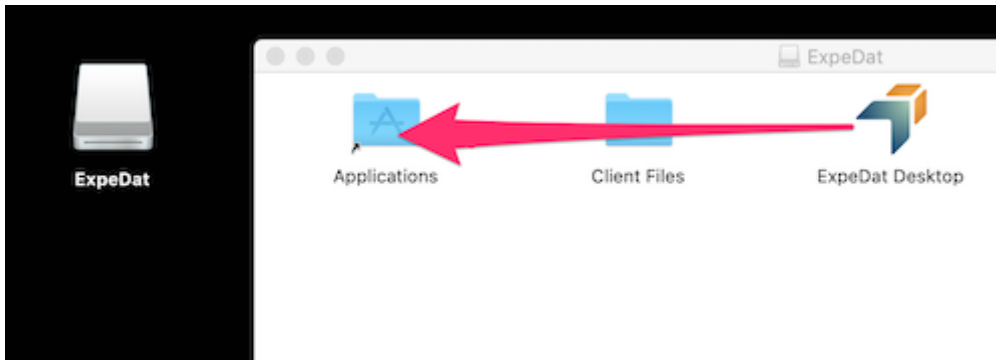 ExpeDat
ExpeDat
Applications
Client Files
ExpeDat Desktop